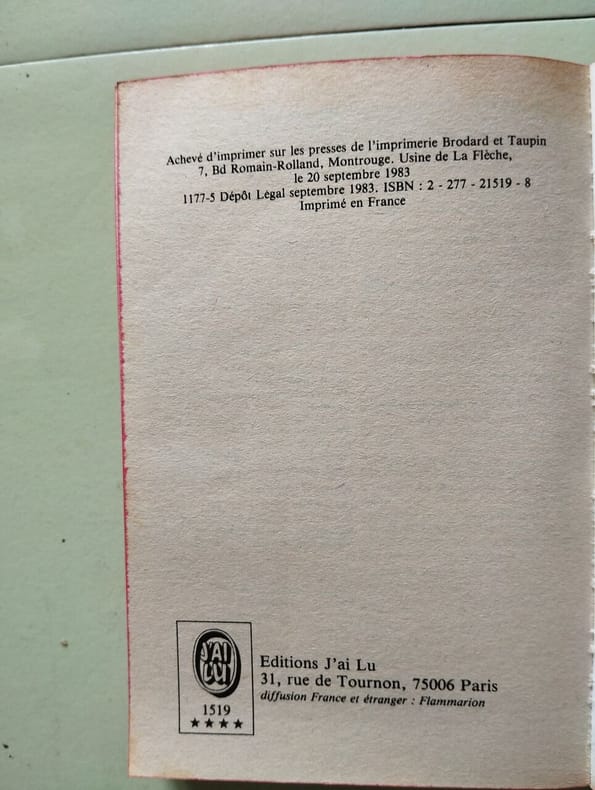 Achevé d'imprimer sur les presses de l'imprimerie Brodard et Taupin
7, Bd Romain-Rolland, Montrouge. Usine de La Flèche,
le 20 septembre 1983
1177-5 Dépôt Légal septembre 1983. ISBN : 2 - 277 - 21519 - 8
Imprimé en France
J'AI
LU
1519
★★★★
Editions J'ai Lu
31, rue de Tournon, 75006 Paris
diffusion France et étranger : Flammarion